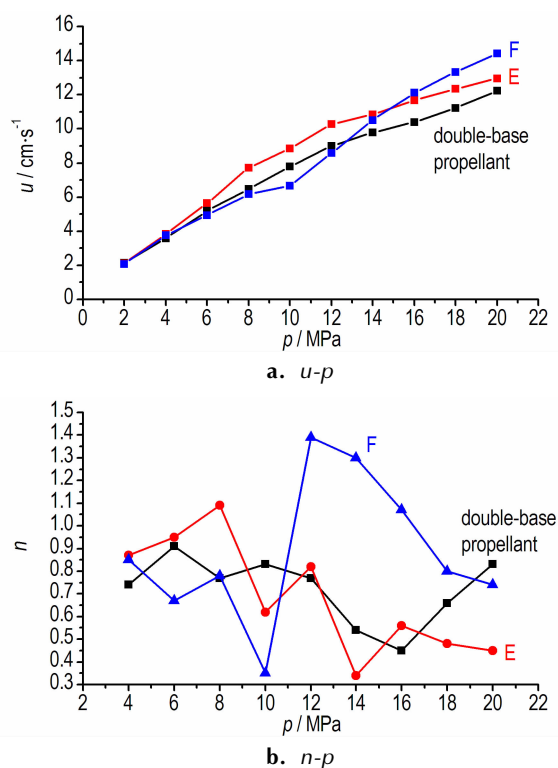 16
14
12
10
8
6
4
2
0
u / cm·s⁻¹
F
E
double-base
propellant
0 2 4 6 8 10 12 14 16 18 20 22
p / MPa
a. u-p
1.5
1.4
1.3
1.2
1.1
1.0
0.9
0.8
0.7
0.6
0.5
0.4
0.3
n
F
double-base
propellant
E
2 4 6 8 10 12 14 16 18 20 22
p / MPa
b. n-p